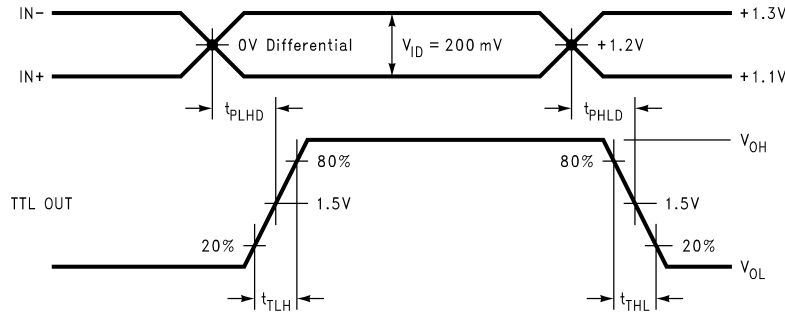 IN- +1.3V
0V Differential V_ID = 200 mV +1.2V
IN+ +1.1V
t_PLHD t_PHLD
V_OH
80% 80%
TTL OUT 1.5V 1.5V
20% 20%
V_OL
t_TLH t_THL